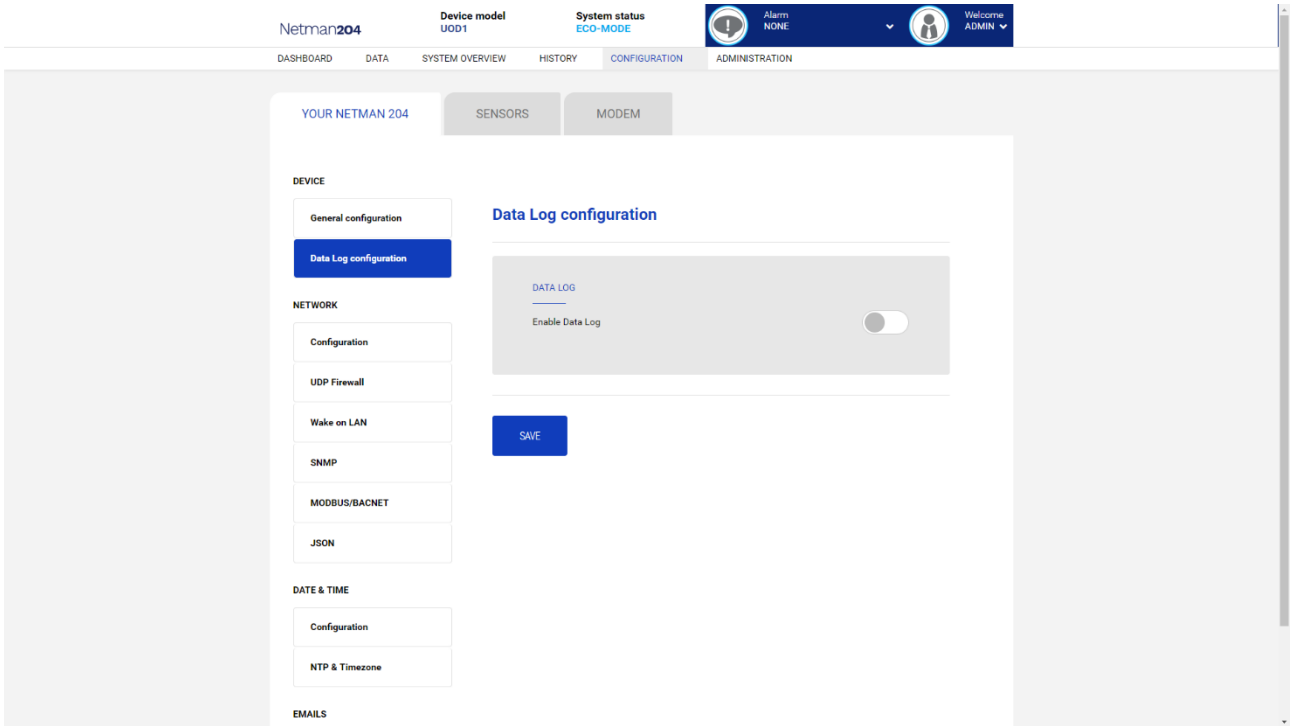 Netman204
Device model
UOD1
System status
ECO-MODE
Alarm
NONE
Welcome
ADMIN
DASHBOARD DATA SYSTEM OVERVIEW HISTORY CONFIGURATION ADMINISTRATION
YOUR NETMAN 204 SENSORS MODEM
DEVICE
General configuration
Data Log configuration
NETWORK
Configuration
UDP Firewall
Wake on LAN
SNMP
MODBUS/BACNET
JSON
DATE & TIME
Configuration
NTP & Timezone
EMAILS
Data Log configuration
DATA LOG
Enable Data Log
SAVE